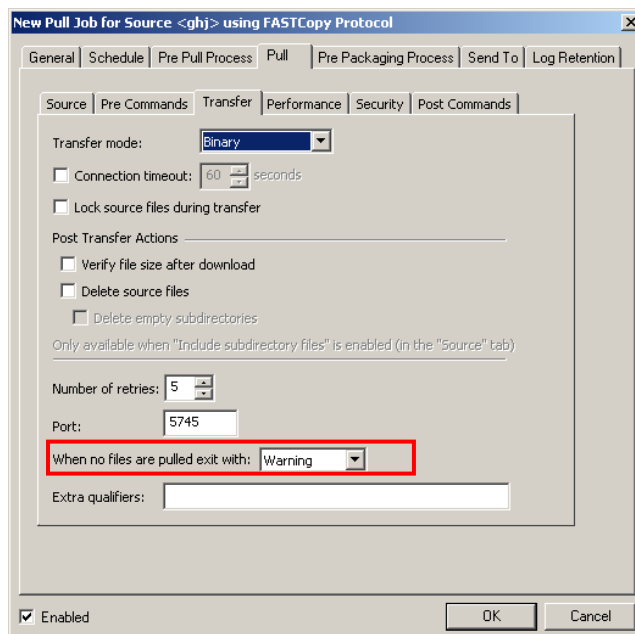 New Pull Job for Source <ghj> using FASTCopy Protocol
General Schedule Pre Pull Process Pull Pre Packaging Process Send To Log Retention
Source Pre Commands Transfer Performance Security Post Commands
Transfer mode: Binary
Connection timeout: 60 seconds
Lock source files during transfer
Post Transfer Actions
Verify file size after download
Delete source files
Delete empty subdirectories
Only available when "Include subdirectory files" is enabled (in the "Source" tab)
Number of retries: 5
Port: 5745
When no files are pulled exit with: Warning
Extra qualifiers:
Enabled OK Cancel